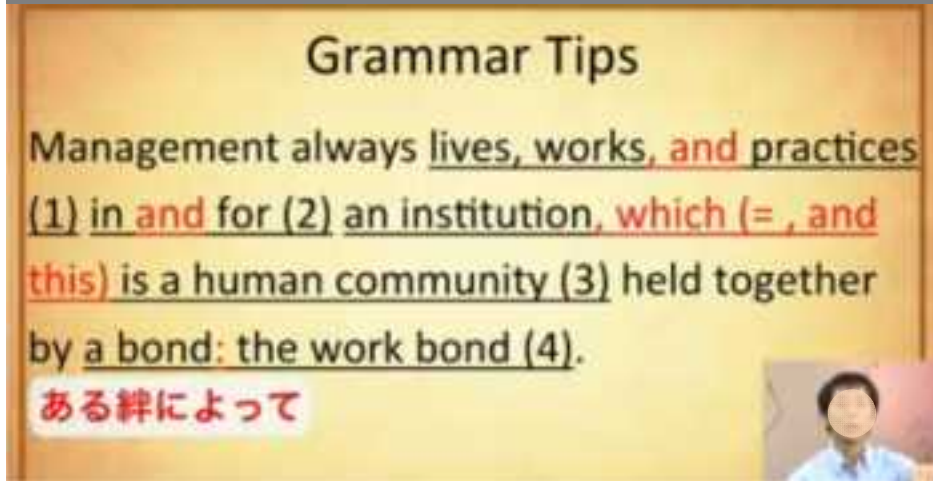 Grammar Tips
Management always lives, works, and practices
(1) in and for (2) an institution, which (= , and
this) is a human community (3) held together
by a bond: the work bond (4).
ある絆によって